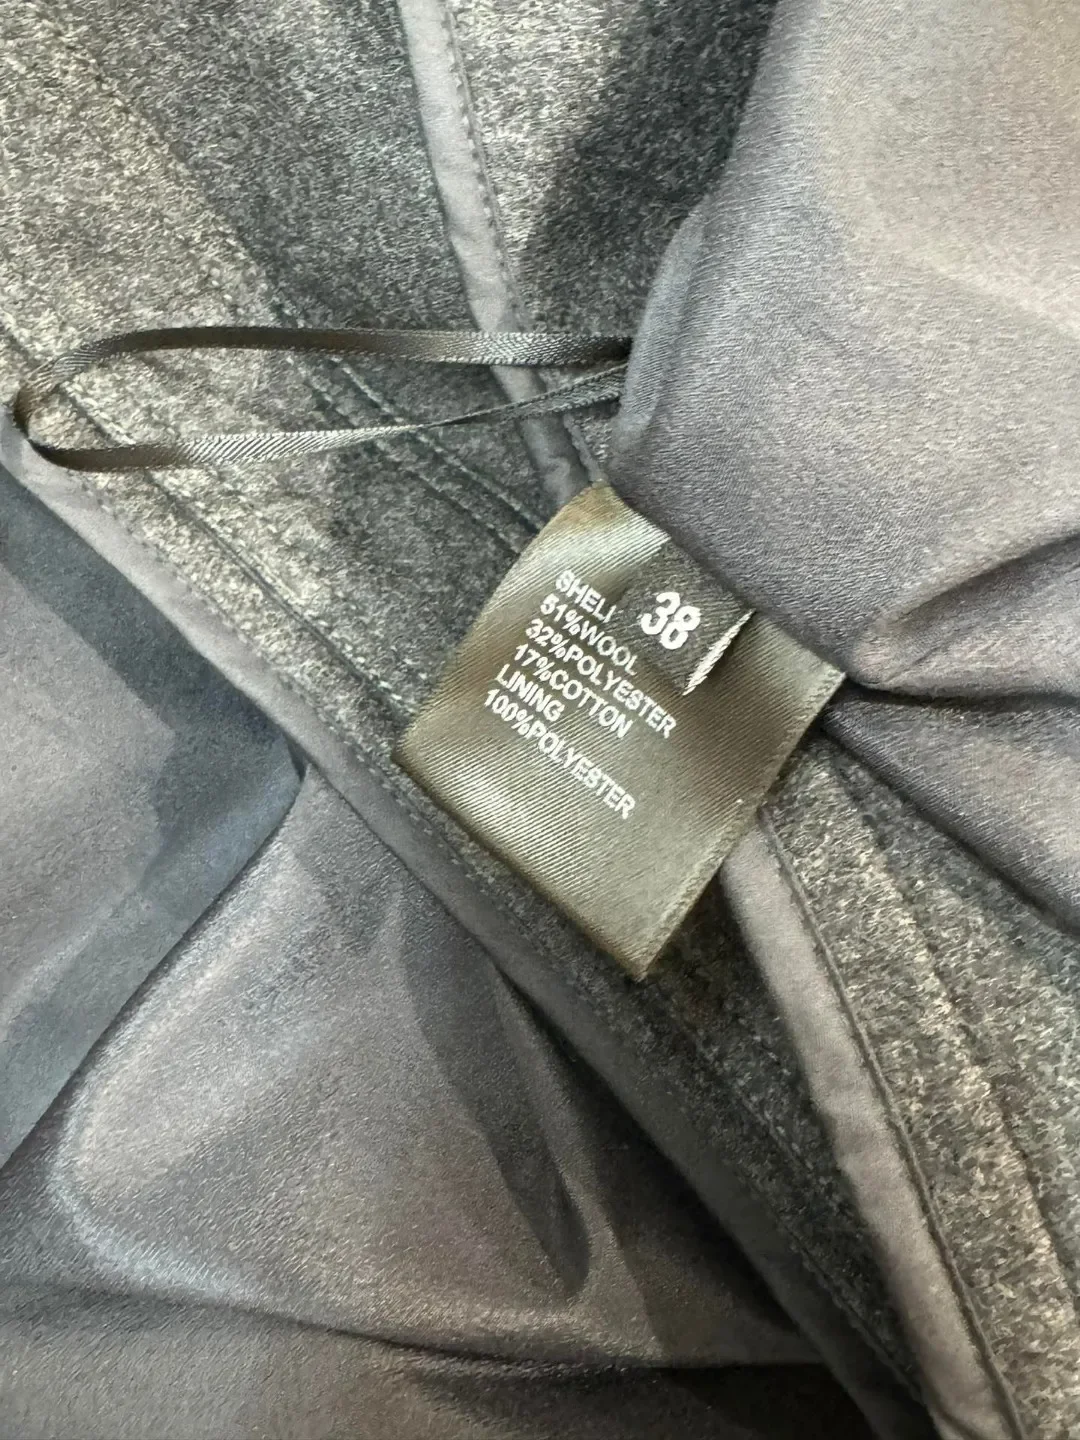 38
SHELL
51%WOOL
32%POLYESTER
17%COTTON
LINING
100%POLYESTER